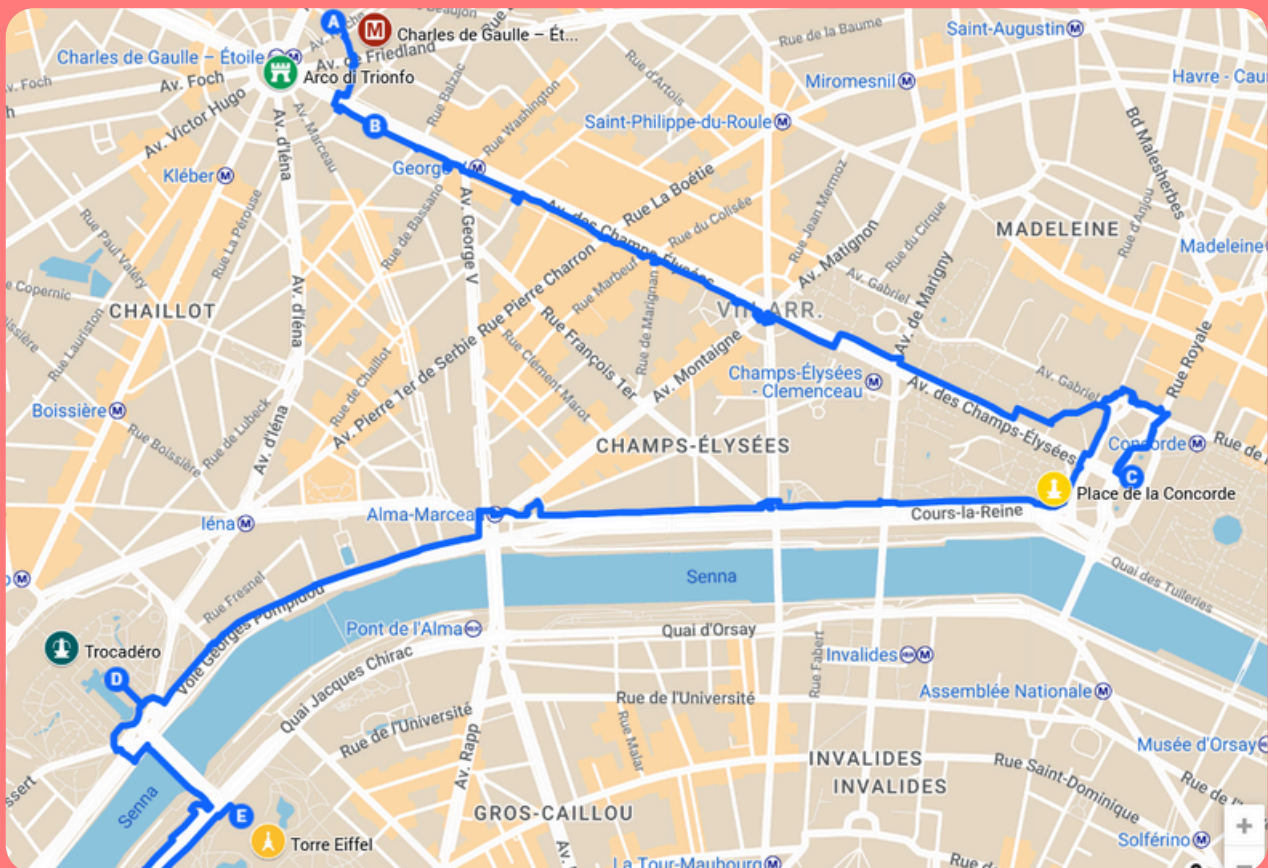 A
Beaujon
M
Charles de Gaulle – Ét...
Saint-Augustin
Rue de la Baume
Charles de Gaulle – Étoile
Av. de Friedland
Arco di Trionfo
Av. Foch
Miromesnil
Havre - Cau
Rue Balzac
Rue d'Artois
Av. Victor Hugo
Rue Washington
B
Saint-Philippe-du-Roule
Bd Malesherbes
Av. d'Iéna
Av. Marceau
George
Kléber
Rue La Boétie
Rue Jean Mermoz
Rue d'Anjou
Rue La Pérouse
Rue de Bassano
Av. George V
Av. des Champs-Élysées
Rue du Colisée
Av. Matignon
Rue du Cirque
MADELEINE
Madeleine
Rue Paul Valéry
Rue Pierre Charron
Rue Marbeuf
Av. Gabriel
Av. de Marigny
e Copernic
CHAILLOT
Av. d'Iéna
Rue de Marignan
Rue Lauriston
Rue François 1er
Rue Royale
Rue de Chaillot
Av. Pierre 1er de Serbie
Rue Clément Marot
Av. Montaigne
Champs-Élysées
- Clemenceau
Av. Gabriel
Boissière
Rue de Lubeck
Av. d'Iéna
Rue Boissière
Av. des Champs-Élysées
CHAMPS-ÉLYSÉES
Concorde
C
Place de la Concorde
Iéna
Alma-Marceau
Cours-la-Reine
Senna
Quai des Tuileries
Rue Fresnel
Voie Georges Pompidou
Pont de l'Alma
Quai d'Orsay
Rue Fabert
Invalides
Trocadéro
D
Quai Jacques Chirac
Rue de l'Université
Assemblée Nationale
Rue de l'Université
Av. Rapp
Rue Malar
Musée d'Orsay
INVALIDES
INVALIDES
Rue Saint-Dominique
Senna
E
GROS-CAILLOU
Torre Eiffel
Solférino
La Tour-Maubourg
+